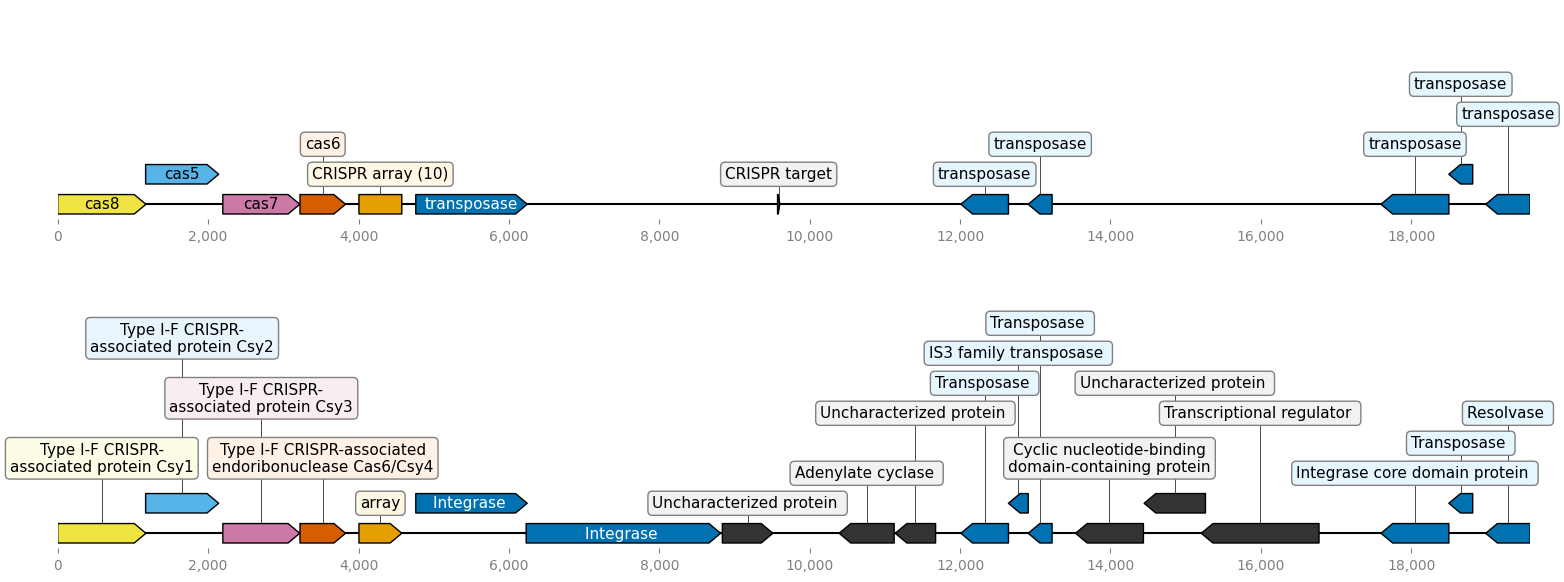 transposase
transposase
cas6
transposase
transposase
cas5
CRISPR array (10)
CRISPR target
transposase
cas8
cas7
transposase
0
2,000
4,000
6,000
8,000
10,000
12,000
14,000
16,000
18,000
Transposase
Type I-F CRISPR-
associated protein Csy2
IS3 family transposase
Type I-F CRISPR-
associated protein Csy3
Transposase
Uncharacterized protein
Uncharacterized protein
Transcriptional regulator
Resolvase
Type I-F CRISPR-
associated protein Csy1
Type I-F CRISPR-associated
endoribonuclease Cas6/Csy4
Cyclic nucleotide-binding
domain-containing protein
Transposase
Adenylate cyclase
Integrase core domain protein
array
Integrase
Uncharacterized protein
Integrase
0
2,000
4,000
6,000
8,000
10,000
12,000
14,000
16,000
18,000